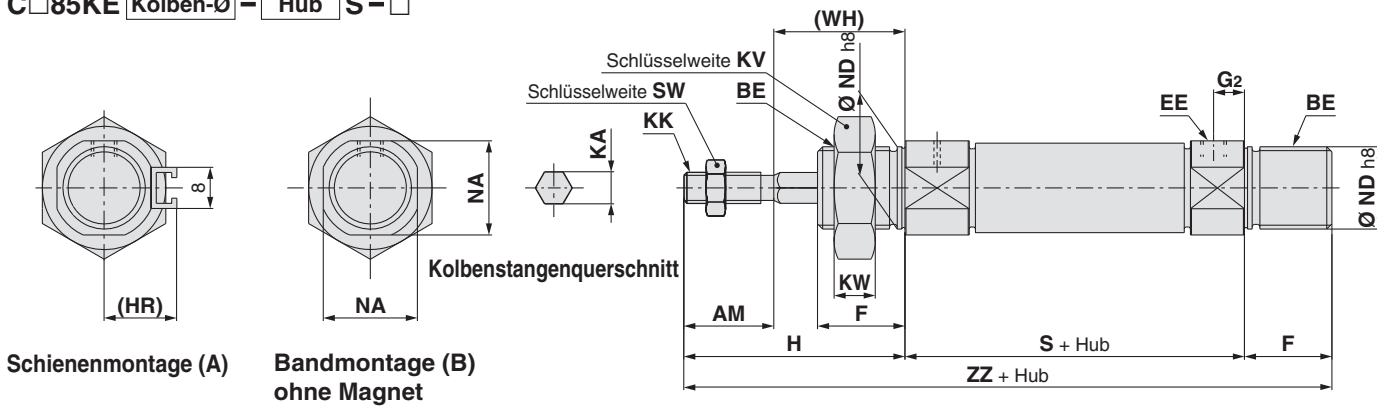 C□85KE Kolben-Ø − Hub S − □
(WH)
Schlüsselweite KV
Ø ND h8
Schlüsselweite SW
BE
KK
KA
G2
EE
BE
8
NA
Ø ND h8
Kolbenstangenquerschnitt
KW
(HR)
NA
AM
F
H
S + Hub
F
ZZ + Hub
Schienenmontage (A)
Bandmontage (B)
ohne Magnet